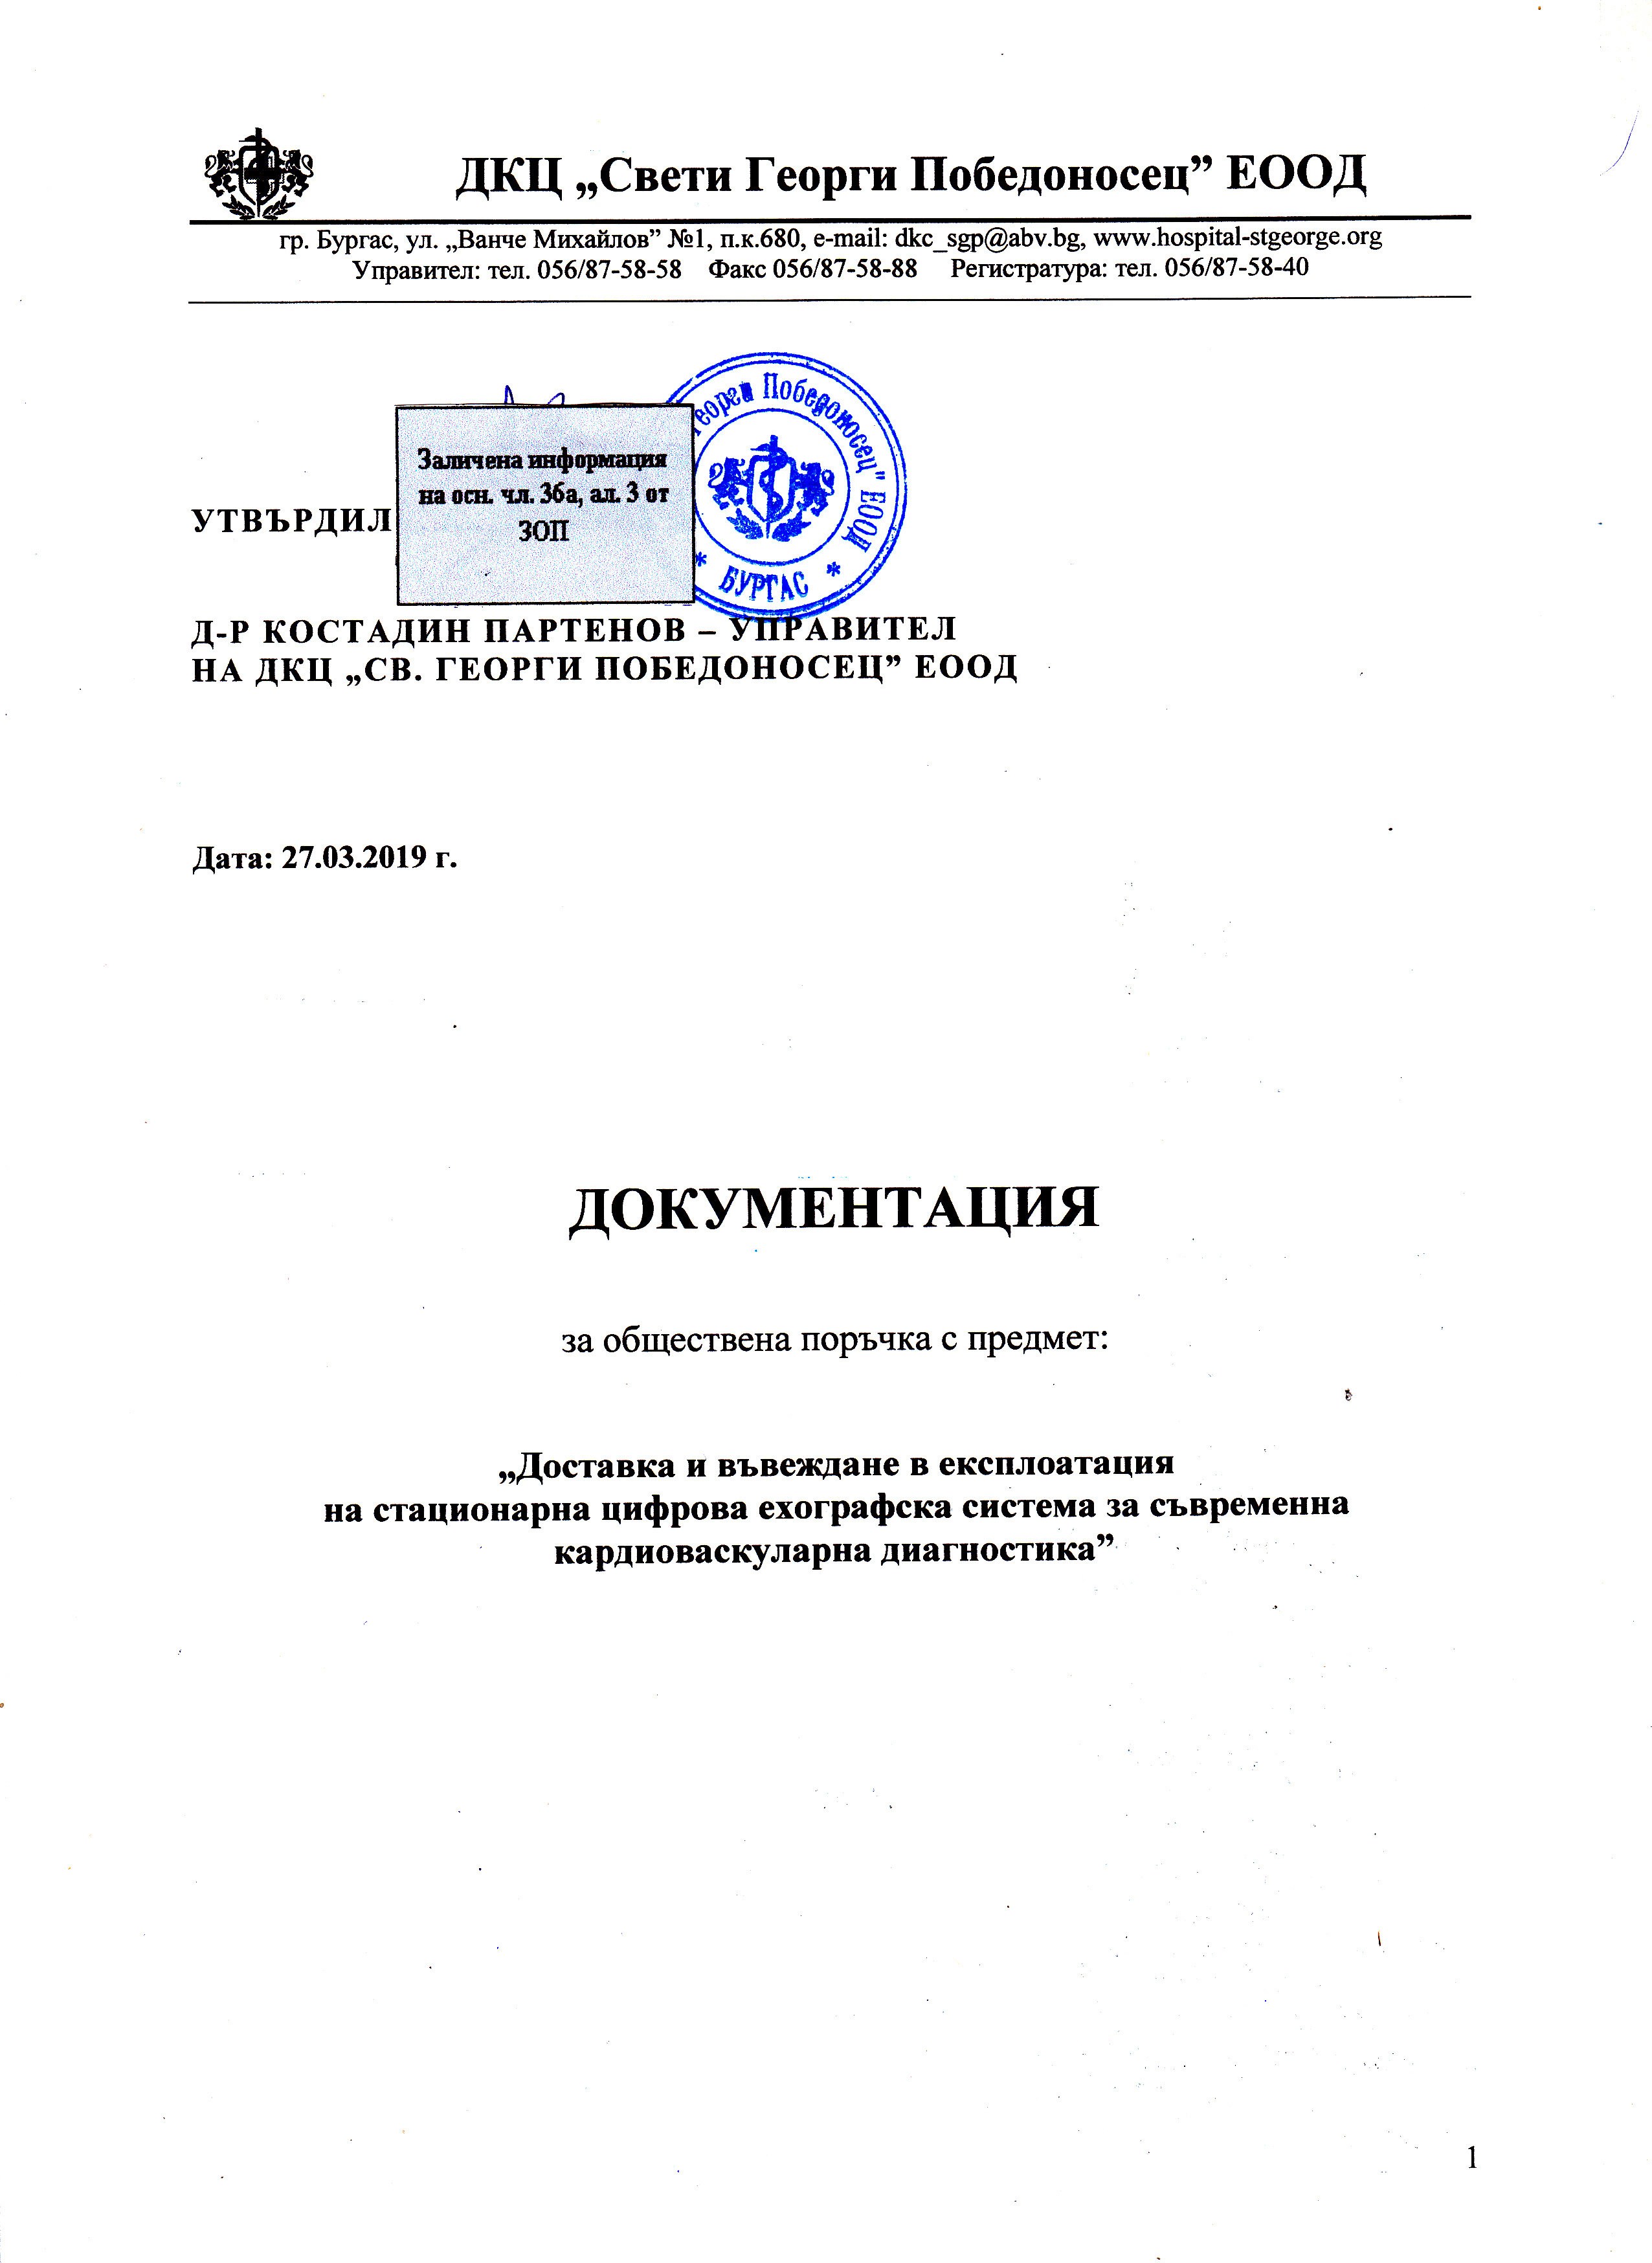 ДКЦ „Свети Георги Победоносец” ЕООД
гр. Бургас, ул. „Ванче Михайлов” №1, п.к.680, e-mail: dkc_sgp@abv.bg, www.hospital-stgeorge.org
Управител: тел. 056/87-58-58 Факс 056/87-58-88 Регистратура: тел. 056/87-58-40
Георги Победоносец" ЕООД
* БУРГАС *
Заличена информация
на осн. чл. 36а, ал. 3 от
ЗОП
УТВЪРДИЛ
Д-Р КОСТАДИН ПАРТЕНОВ – УПРАВИТЕЛ
НА ДКЦ „СВ. ГЕОРГИ ПОБЕДОНОСЕЦ” ЕООД
Дата: 27.03.2019 г.
ДОКУМЕНТАЦИЯ
за обществена поръчка с предмет:
„Доставка и въвеждане в експлоатация
на стационарна цифрова ехографска система за съвременна
кардиоваскуларна диагностика”
1